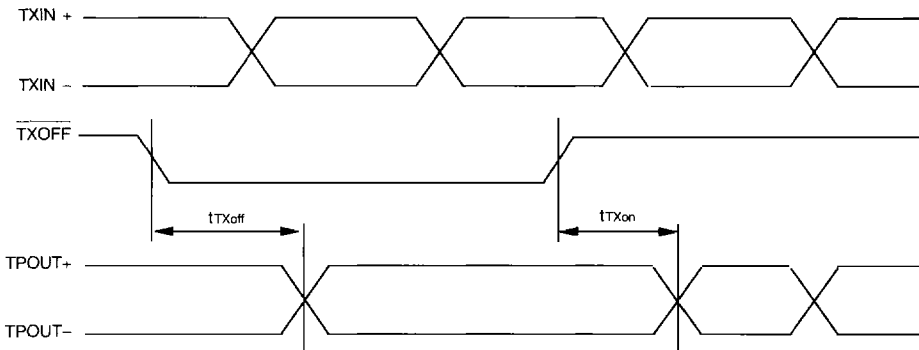 TXIN +
TXIN –
TXOFF
tTXoff
tTXon
TPOUT+
TPOUT–